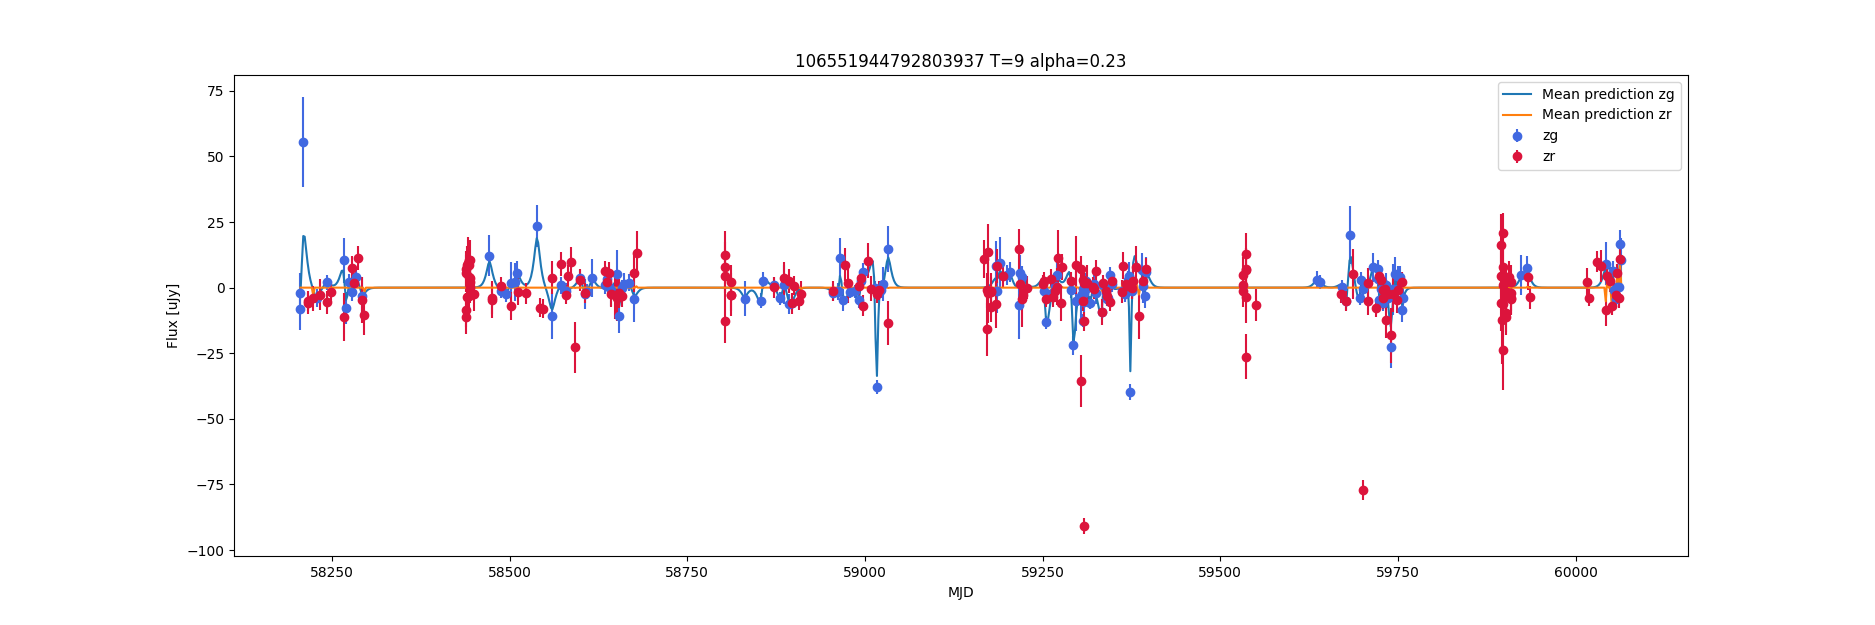 106551944792803937 T=9 alpha=0.23
Mean prediction zg
Mean prediction zr
zg
zr
75
50
25
0
−25
−50
−75
−100
Flux [uJy]
58250 58500 58750 59000 59250 59500 59750 60000
MJD